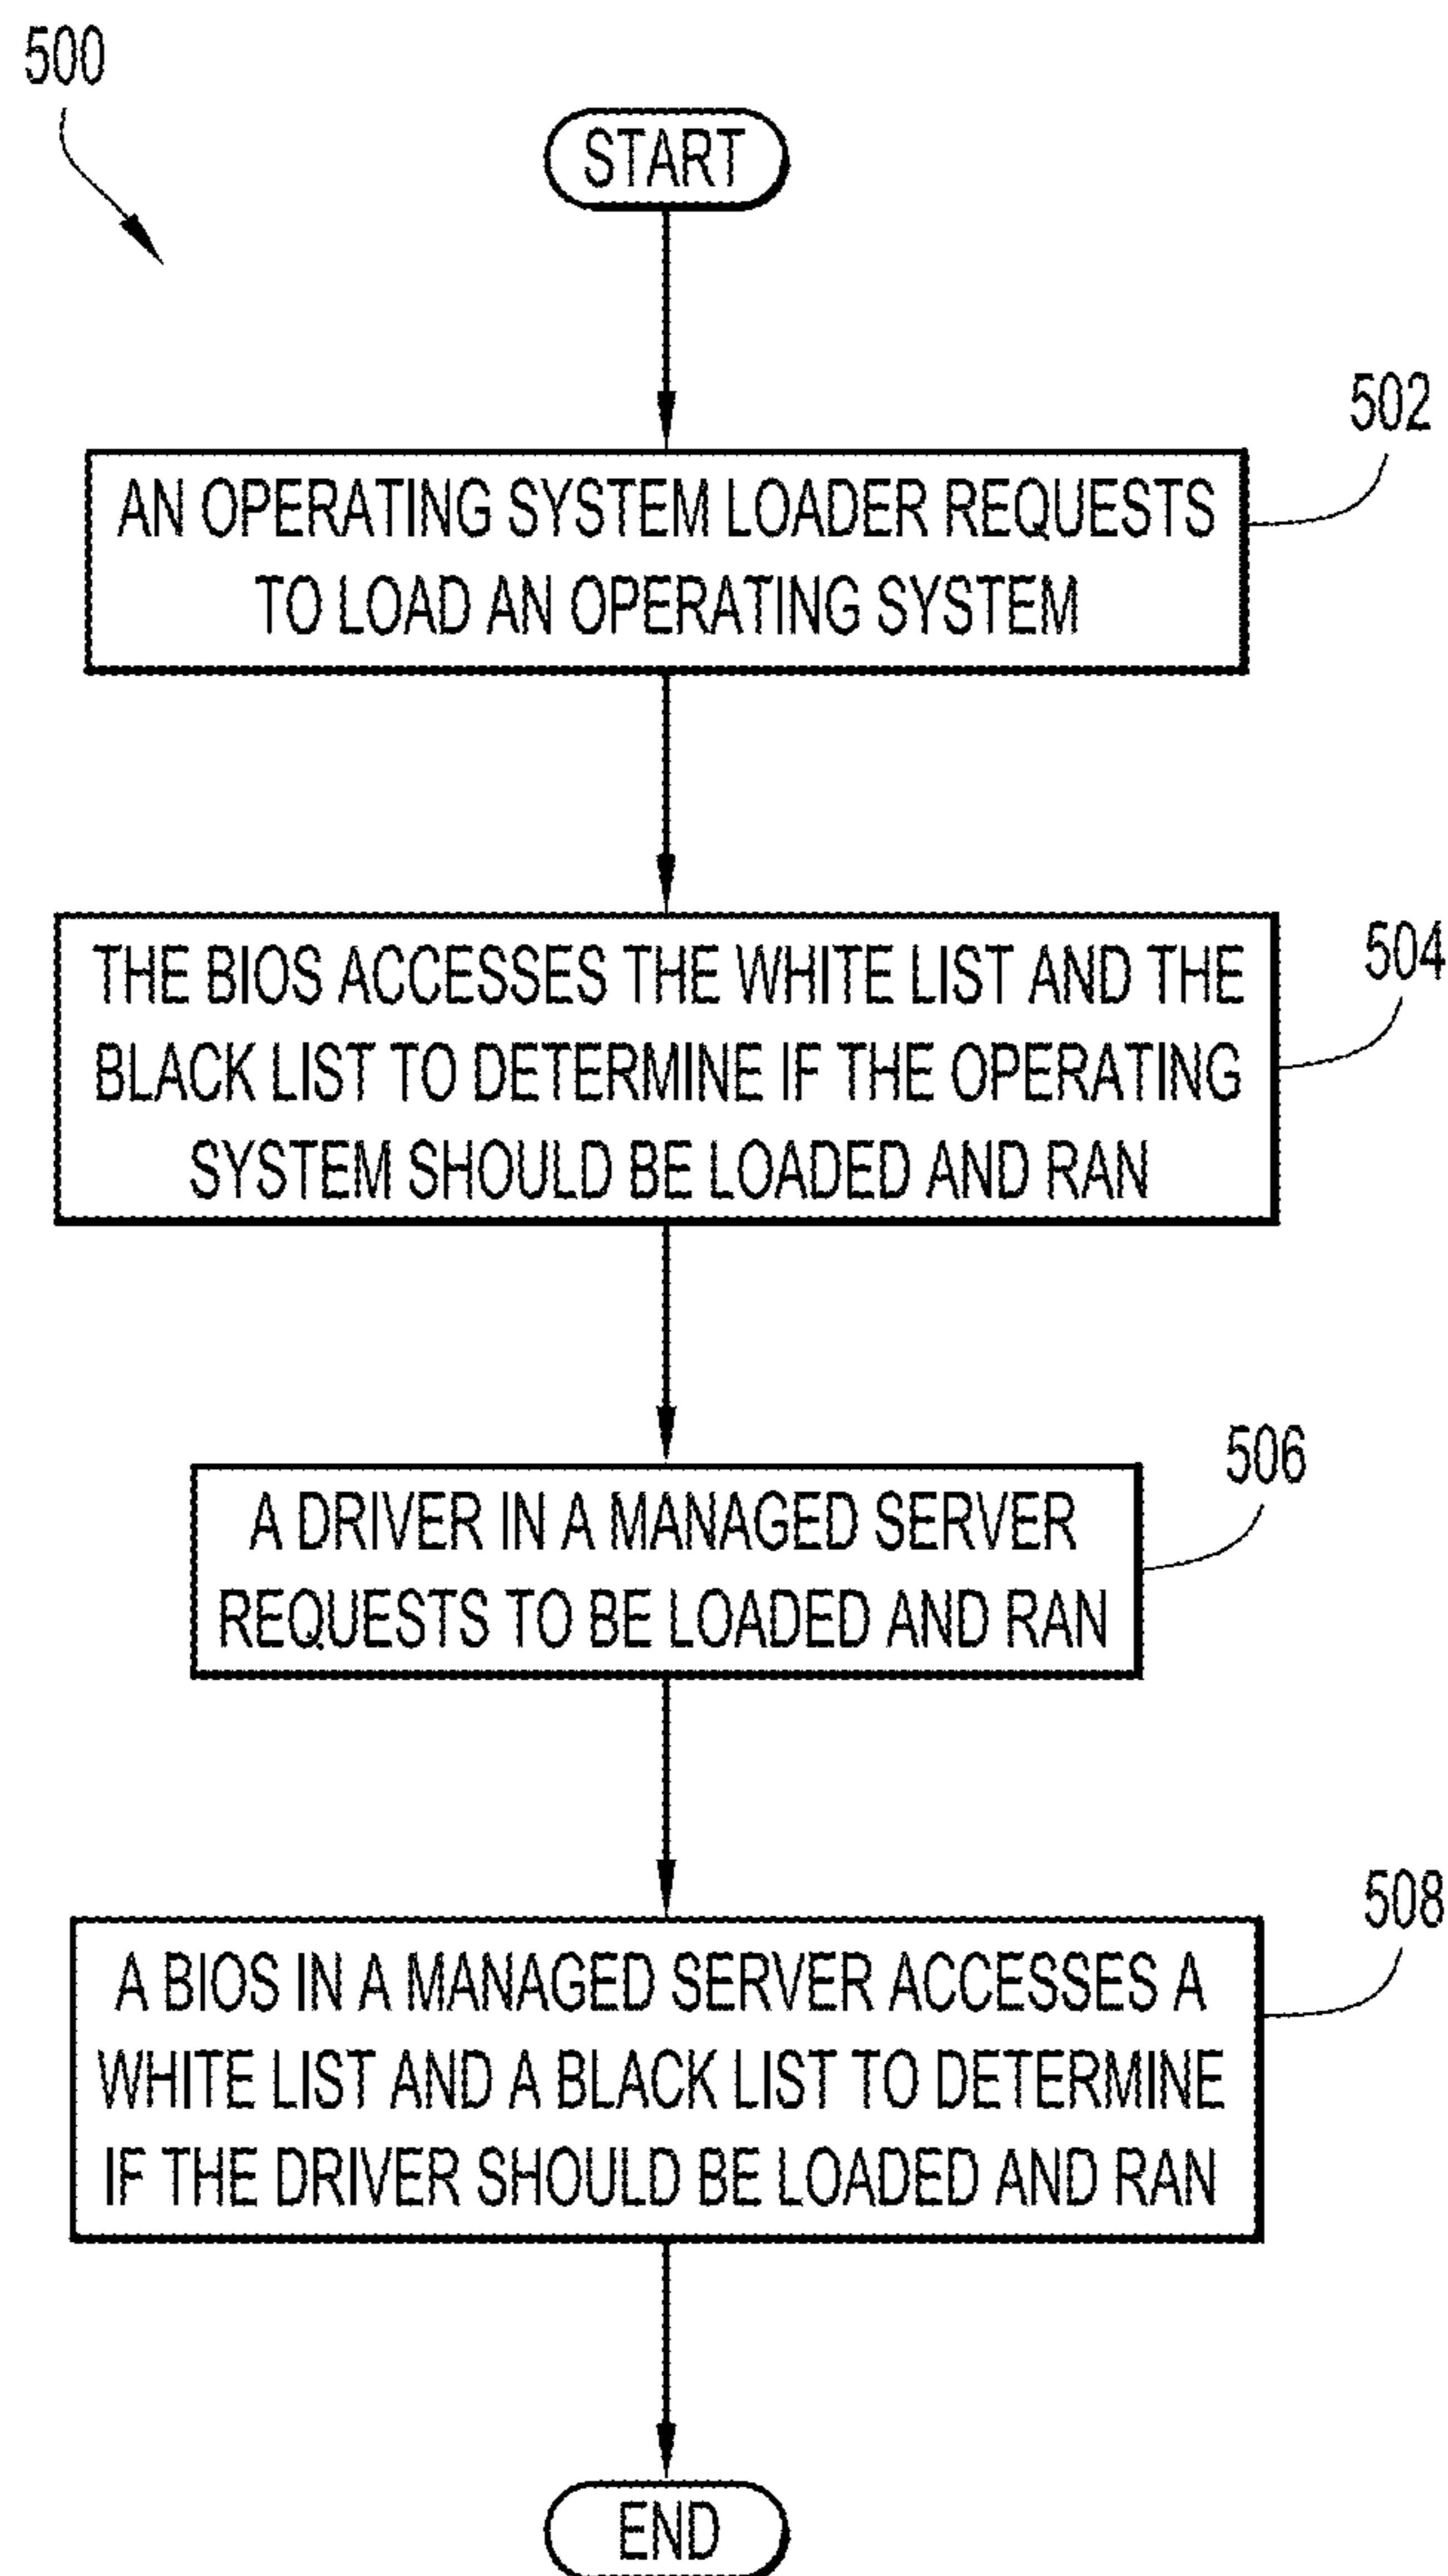 500
START
502
AN OPERATING SYSTEM LOADER REQUESTS
TO LOAD AN OPERATING SYSTEM
504
THE BIOS ACCESSES THE WHITE LIST AND THE
BLACK LIST TO DETERMINE IF THE OPERATING
SYSTEM SHOULD BE LOADED AND RAN
506
A DRIVER IN A MANAGED SERVER
REQUESTS TO BE LOADED AND RAN
508
A BIOS IN A MANAGED SERVER ACCESSES A
WHITE LIST AND A BLACK LIST TO DETERMINE
IF THE DRIVER SHOULD BE LOADED AND RAN
END